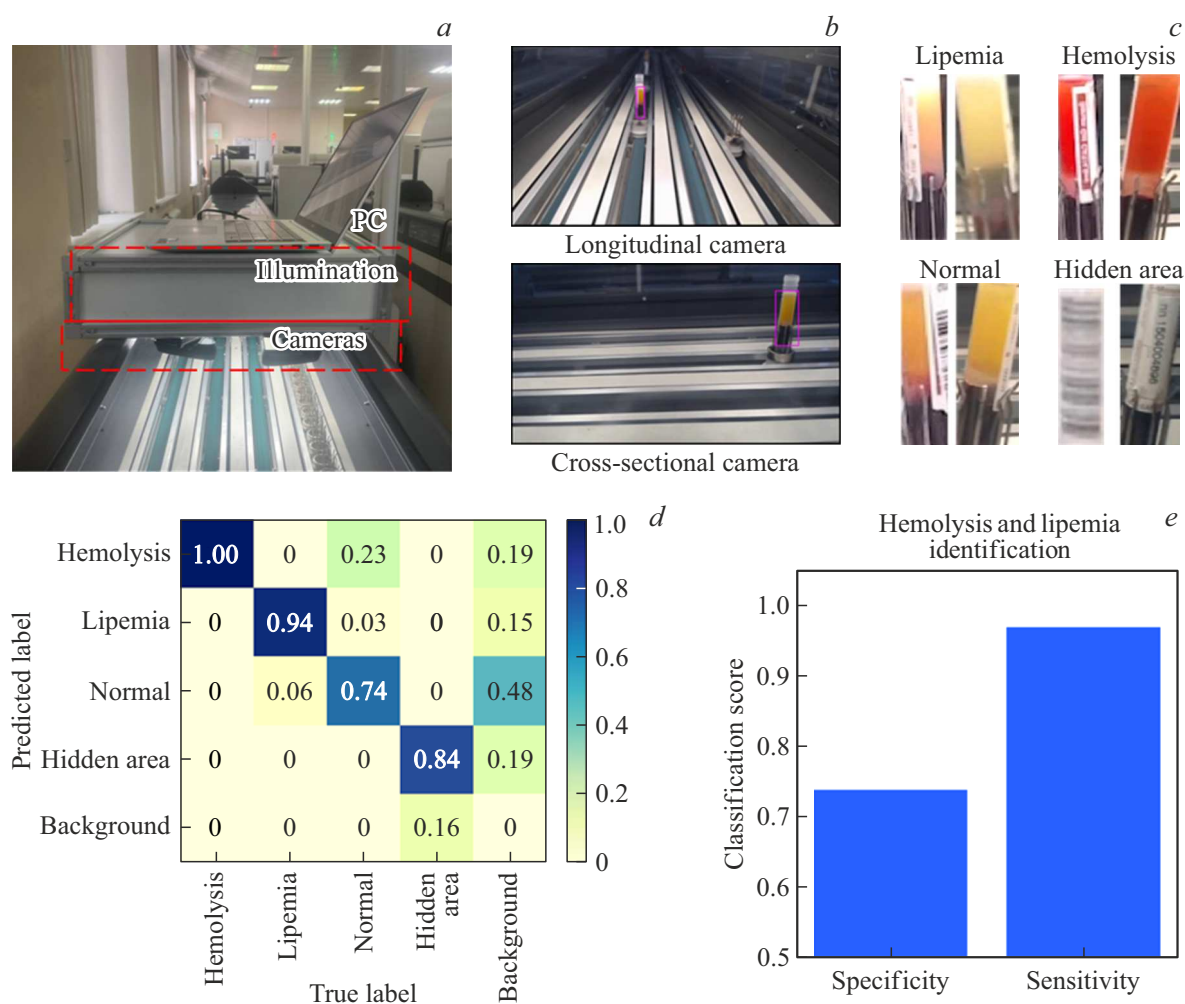 a
PC
Illumination
Cameras
b
Longitudinal camera
Cross-sectional camera
c
Lipemia
Hemolysis
Normal
Hidden area
d
Predicted label
Hemolysis
1.00
0
0.23
0
0.19
Lipemia
0
0.94
0.03
0
0.15
Normal
0
0.06
0.74
0
0.48
Hidden area
0
0
0
0.84
0.19
Background
0
0
0
0.16
0
Hemolysis
Lipemia
Normal
Hidden
area
Background
True label
1.0
0.8
0.6
0.4
0.2
0
e
Hemolysis and lipemia
identification
Classification score
1.0
0.9
0.8
0.7
0.6
0.5
Specificity
Sensitivity